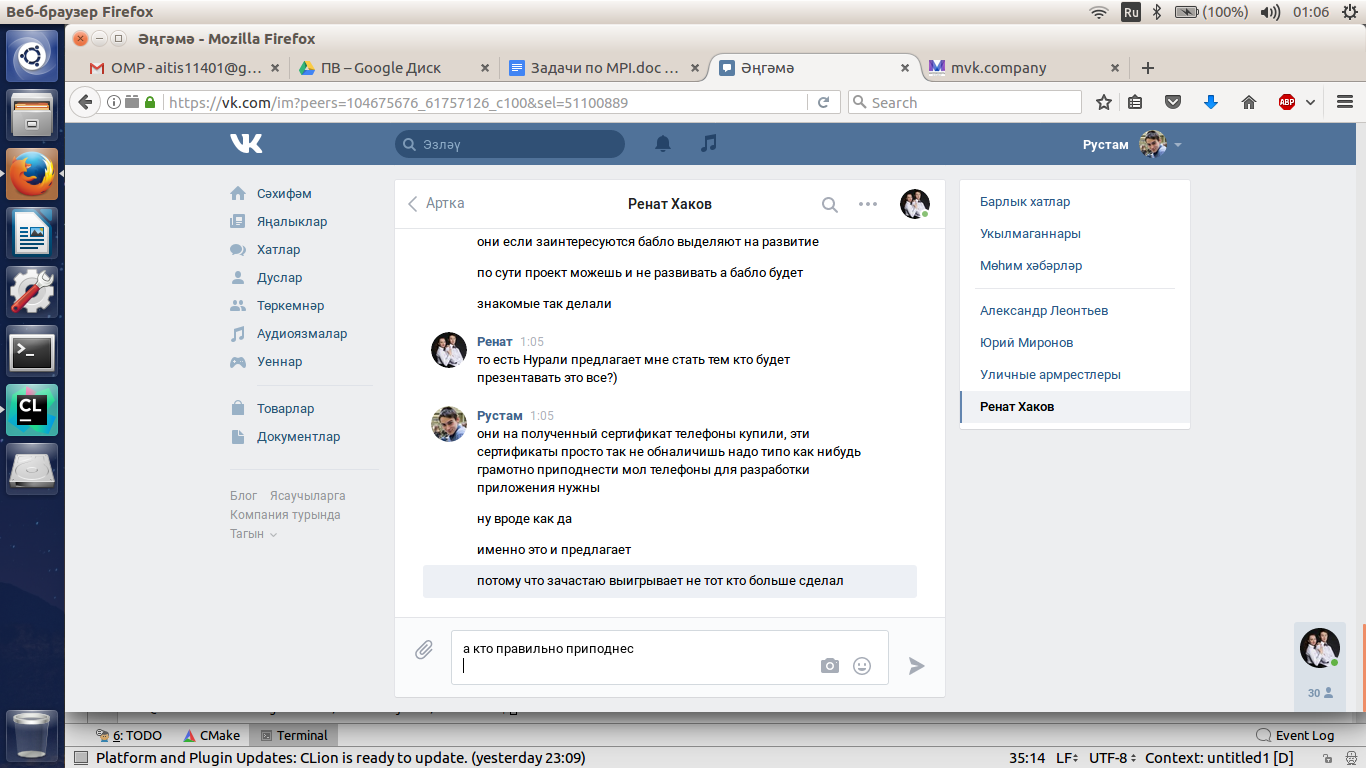 Веб-браузер Firefox
Ru
(100%)
01:06
Әңгәмә - Mozilla Firefox
OMP - aitis11401@g...
ПВ – Google Диск
Задачи по MPI.doc ...
Әңгәмә
mvk.company
https://vk.com/im?peers=104675676_61757126_c100&sel=51100889
Search
ABP
Эзләү
Рустам
Сәхифәм
Яңалыклар
Хатлар
Дуслар
Төркемнәр
Аудиоязмалар
Уеннар
Товарлар
Документлар
Блог Ясаучыларга
Компания турында
Тагын
Артка
Ренат Хаков
они если заинтересуются бабло выделяют на развитие
по сути проект можешь и не развивать а бабло будет
знакомые так делали
Ренат 1:05
то есть Нурали предлагает мне стать тем кто будет
презентавать это все?)
Рустам 1:05
они на полученный сертификат телефоны купили, эти
сертификаты просто так не обналичишь надо типо как нибудь
грамотно приподнести мол телефоны для разработки
приложения нужны
ну вроде как да
именно это и предлагает
потому что зачастаю выигрывает не тот кто больше сделал
а кто правильно приподнес
Барлык хатлар
Укылмаганнары
Мөһим хәбәрләр
Александр Леонтьев
Юрий Миронов
Уличные армрестлеры
Ренат Хаков
30
CL
6: TODO
CMake
Terminal
Event Log
Platform and Plugin Updates: CLion is ready to update. (yesterday 23:09)
35:14
LF
UTF-8
Context: untitled1 [D]